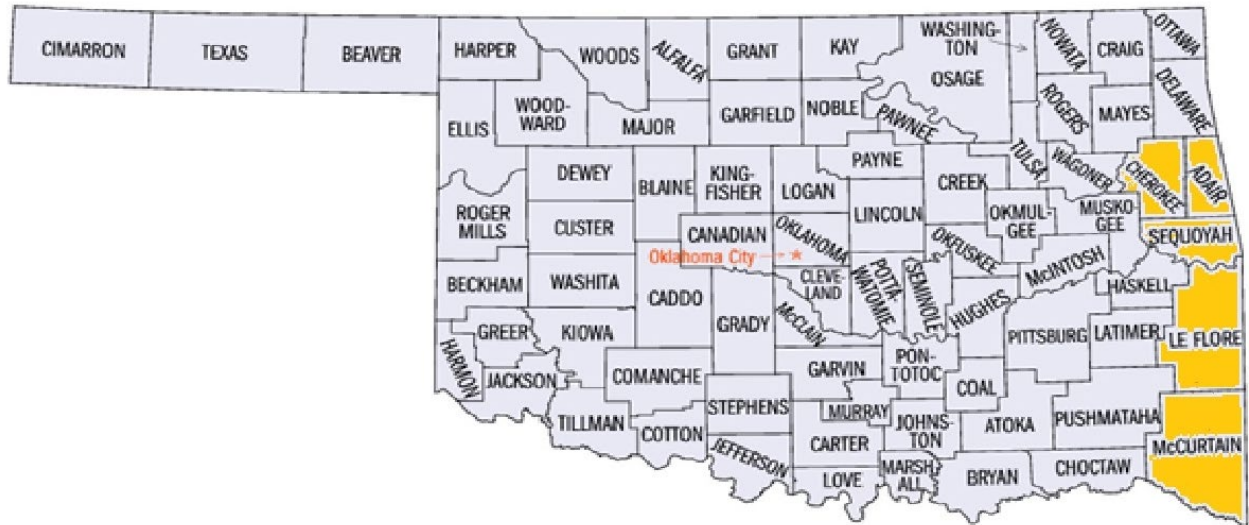 CIMARRON
TEXAS
BEAVER
HARPER
WOODS
ALFALFA
GRANT
KAY
WASHING-
TON
OSAGE
NOWATA
CRAIG
OTTAWA
ELLIS
WOOD-
WARD
MAJOR
GARFIELD
NOBLE
PAWNEE
ROGERS
MAYES
DELAWARE
DEWEY
BLAINE
KING-
FISHER
LOGAN
PAYNE
CREEK
TULSA
WAGONER
CHEROKEE
ADAIR
ROGER
MILLS
CUSTER
CANADIAN
OKLAHOMA
LINCOLN
OKMUL-
GEE
MUSKO-
GEE
SEQUOYAH
Oklahoma City
OKFUSKEE
McINTOSH
BECKHAM
WASHITA
CADDO
GRADY
CLEVE-
LAND
POTTA-
WATOMIE
SEMINOLE
HUGHES
HASKELL
HARMON
GREER
KIOWA
McCLAIN
PITTSBURG
LATIMER
LE FLORE
JACKSON
COMANCHE
GARVIN
PON-
TOTOC
COAL
TILLMAN
COTTON
STEPHENS
MURRAY
CARTER
JOHNS-
TON
ATOKA
PUSHMATAHA
McCURTAIN
JEFFERSON
LOVE
MARSH
ALL
BRYAN
CHOCTAW